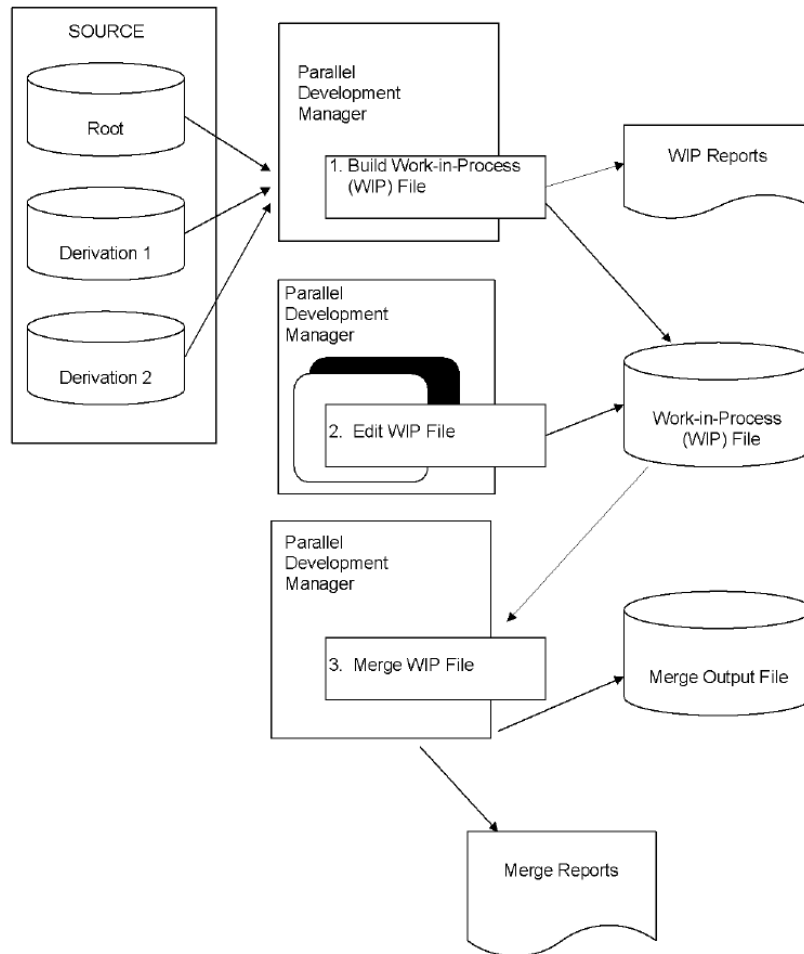 SOURCE
Root
Derivation 1
Derivation 2
Parallel
Development
Manager
1. Build Work-in-Process
(WIP) File
WIP Reports
Parallel
Development
Manager
2. Edit WIP File
Work-in-Process
(WIP) File
Parallel
Development
Manager
3. Merge WIP File
Merge Output File
Merge Reports